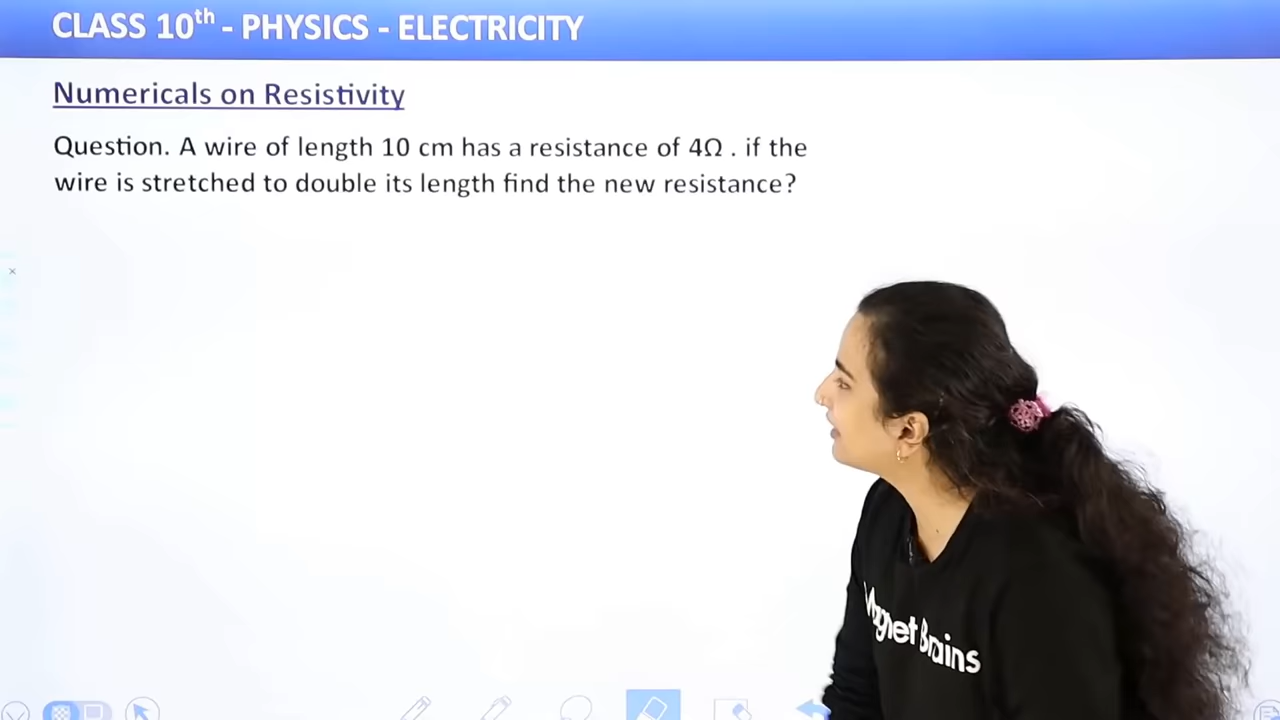 CLASS 10th - PHYSICS - ELECTRICITY
Numericals on Resistivity
Question. A wire of length 10 cm has a resistance of 4Ω . if the
wire is stretched to double its length find the new resistance?
Magnet Brains